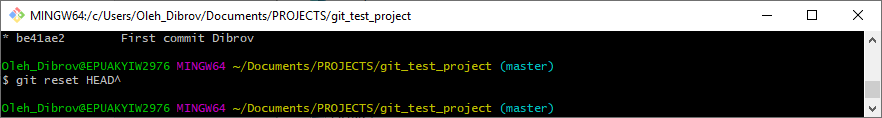 MINGW64:/c/Users/Oleh_Dibrov/Documents/PROJECTS/git_test_project
* be41ae2       First commit Dibrov
Oleh_Dibrov@EPUAKYIW2976 MINGW64 ~/Documents/PROJECTS/git_test_project (master)
$ git reset HEAD^
Oleh_Dibrov@EPUAKYIW2976 MINGW64 ~/Documents/PROJECTS/git_test_project (master)